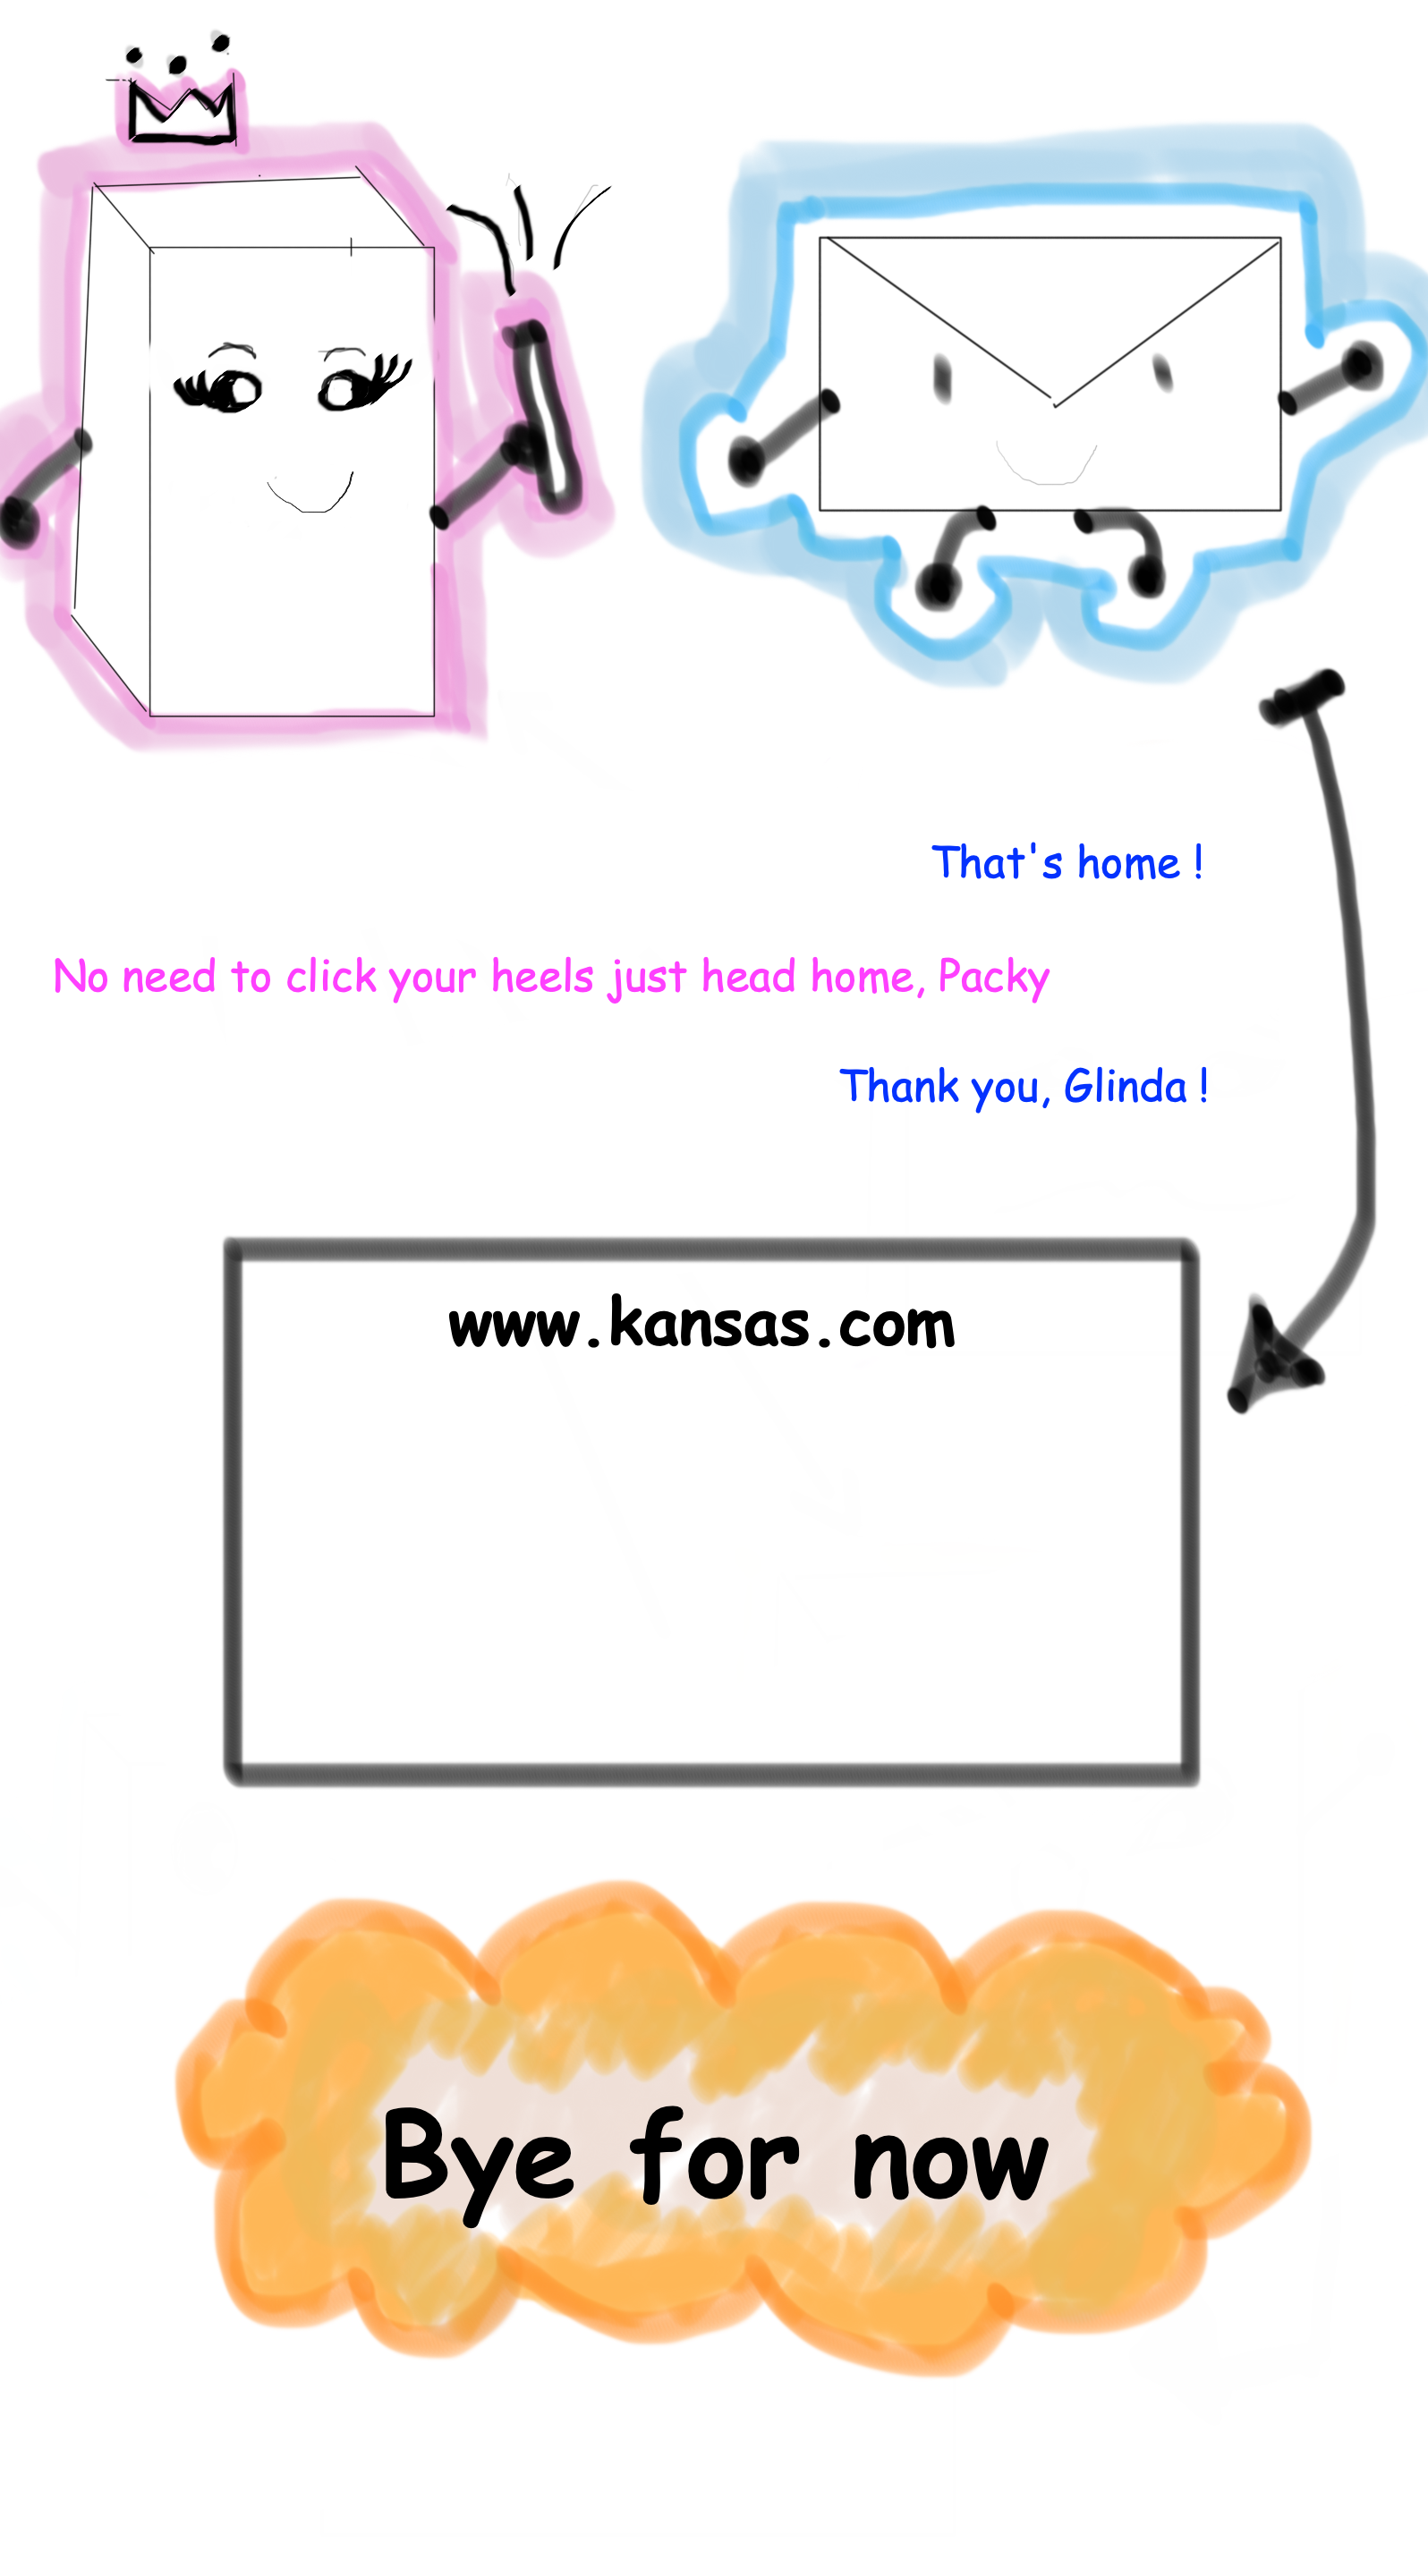 That's home !
No need to click your heels just head home, Packy
Thank you, Glinda !
www.kansas.com
Bye for now